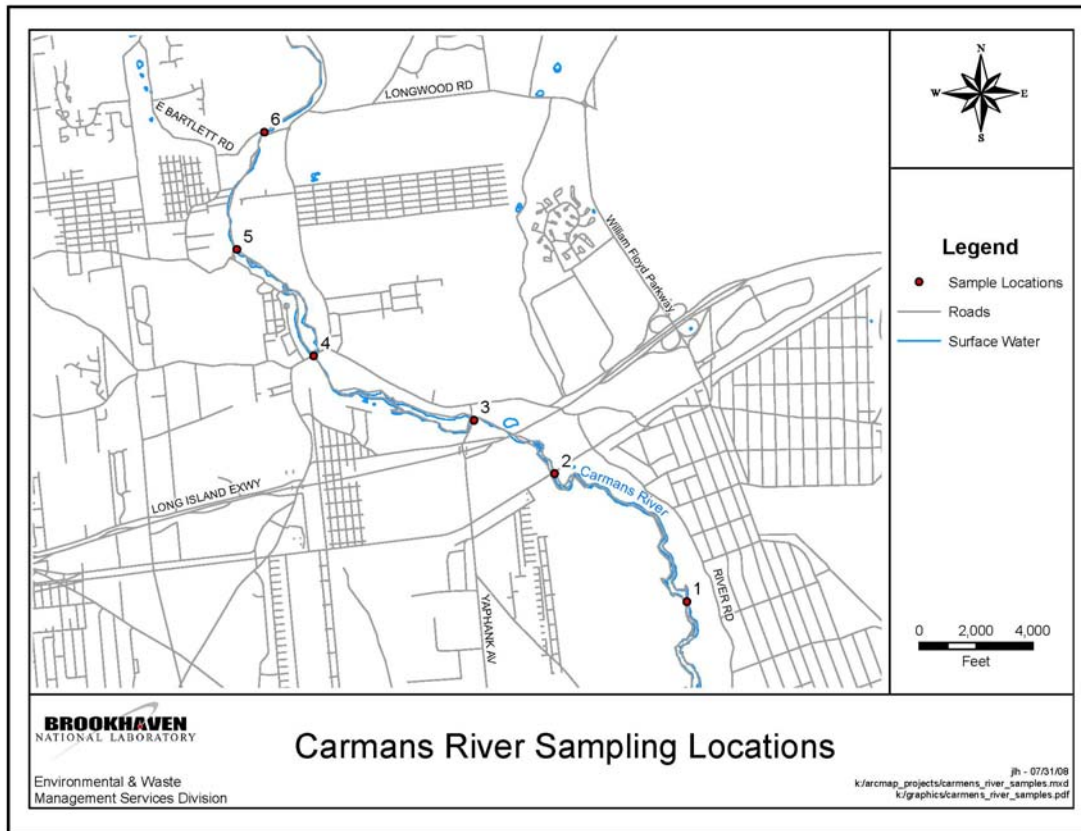 LONGWOOD RD
E BARTLETT RD
6
5
William Floyd Parkway
4
3
2
Carmans River
LONG ISLAND EXWY
1
RIVER RD
YAPHANK AV
N
W
E
S
Legend
Sample Locations
Roads
Surface Water
0 2,000 4,000
Feet
BROOKHAVEN
NATIONAL LABORATORY
Environmental & Waste
Management Services Division
Carmans River Sampling Locations
jlh - 07/31/08
k:/arcmap_projects/carmens_river_samples.mxd
k:/graphics/carmens_river_samples.pdf